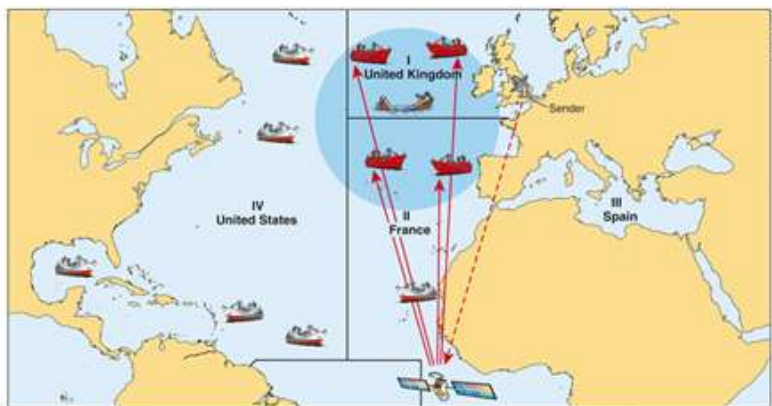 I
United Kingdom
Sender
IV
United States
II
France
III
Spain